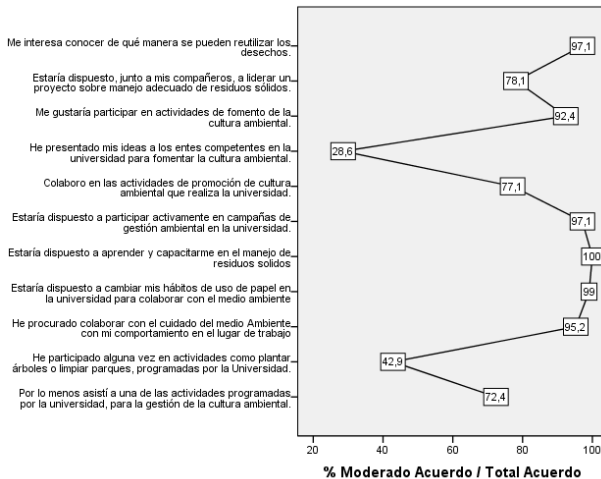 Me interesa conocer de qué manera se pueden reutilizar los
desechos.
97,1
Estaría dispuesto, junto a mis compañeros, a liderar un
proyecto sobre manejo adecuado de residuos sólidos.
78,1
Me gustaría participar en actividades de fomento de la
cultura ambiental.
92,4
He presentado mis ideas a los entes competentes en la
universidad para fomentar la cultura ambiental.
28,6
Colaboro en las actividades de promoción de cultura
ambiental que realiza la universidad.
77,1
Estaría dispuesto a participar activamente en campañas de
gestión ambiental en la universidad.
97,1
Estaría dispuesto a aprender y capacitarme en el manejo de
residuos solidos
100
Estaría dispuesto a cambiar mis hábitos de uso de papel en
la universidad para colaborar con el medio ambiente
99
He procurado colaborar con el cuidado del medio Ambiente
con mi comportamiento en el lugar de trabajo
95,2
He participado alguna vez en actividades como plantar
árboles o limpiar parques, programadas por la Universidad.
42,9
Por lo menos asistí a una de las actividades programadas
por la universidad, para la gestión de la cultura ambiental.
72,4
20 40 60 80 100
% Moderado Acuerdo / Total Acuerdo